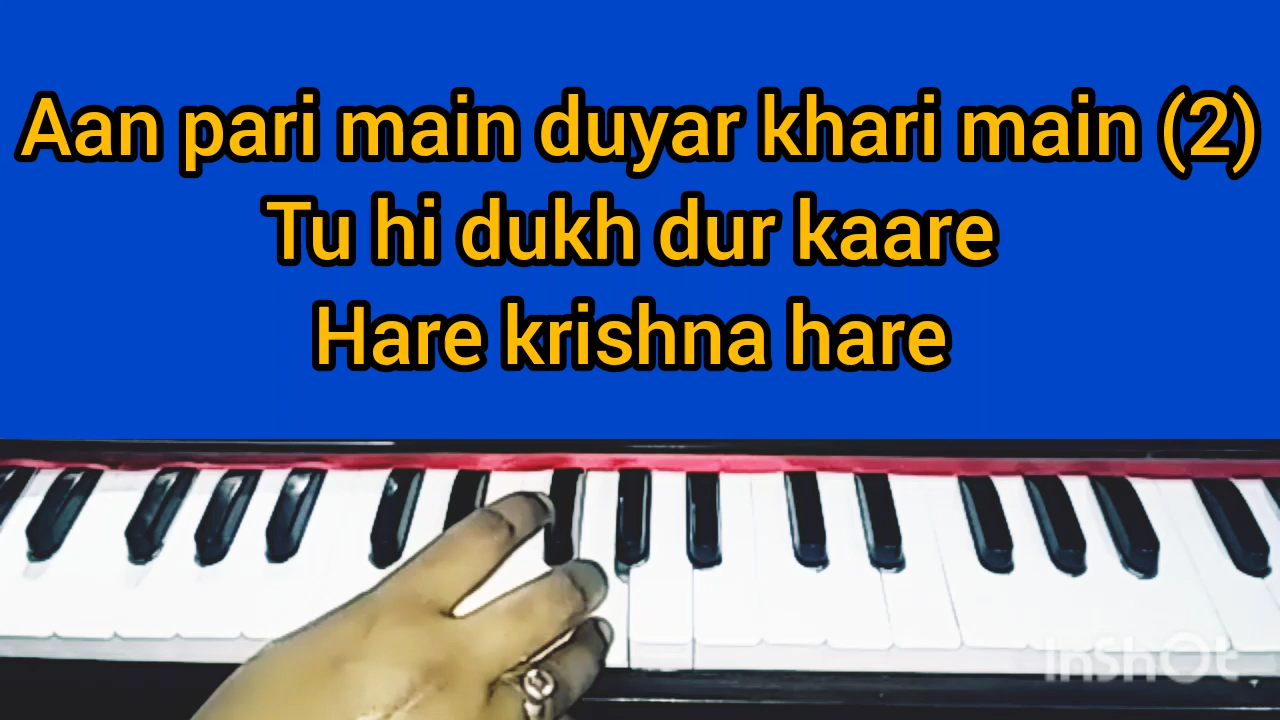 Aan pari main duyar khari main (2)
Tu hi dukh dur kaare
Hare krishna hare
InShOt